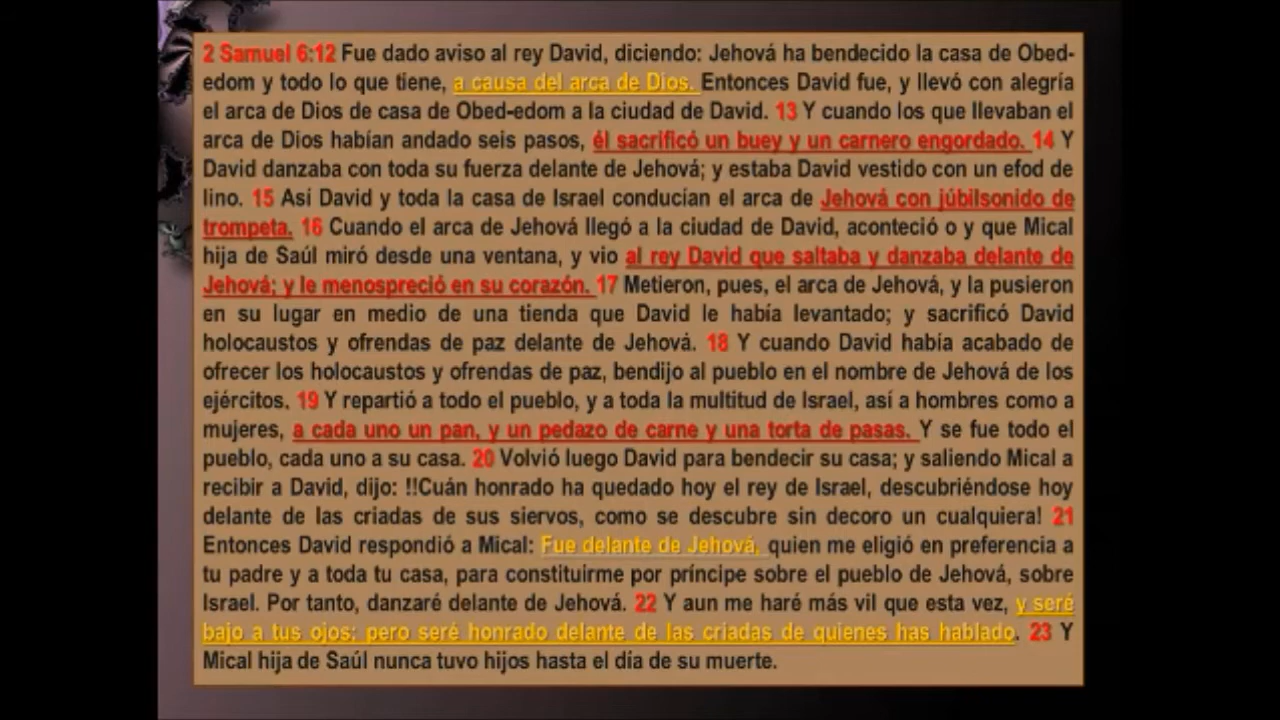 2 Samuel 6:12 Fue dado aviso al rey David, diciendo: Jehová ha bendecido la casa de Obed-
edom y todo lo que tiene, a causa del arca de Dios. Entonces David fue, y llevó con alegría
el arca de Dios de casa de Obed-edom a la ciudad de David. 13 Y cuando los que llevaban el
arca de Dios habían andado seis pasos, él sacrificó un buey y un carnero engordado. 14 Y
David danzaba con toda su fuerza delante de Jehová; y estaba David vestido con un efod de
lino. 15 Así David y toda la casa de Israel conducían el arca de Jehová con júbilsonido de
trompeta. 16 Cuando el arca de Jehová llegó a la ciudad de David, aconteció o y que Mical
hija de Saúl miró desde una ventana, y vio al rey David que saltaba y danzaba delante de
Jehová; y le menospreció en su corazón. 17 Metieron, pues, el arca de Jehová, y la pusieron
en su lugar en medio de una tienda que David le había levantado; y sacrificó David
holocaustos y ofrendas de paz delante de Jehová. 18 Y cuando David había acabado de
ofrecer los holocaustos y ofrendas de paz, bendijo al pueblo en el nombre de Jehová de los
ejércitos. 19 Y repartió a todo el pueblo, y a toda la multitud de Israel, así a hombres como a
mujeres, a cada uno un pan, y un pedazo de carne y una torta de pasas. Y se fue todo el
pueblo, cada uno a su casa. 20 Volvió luego David para bendecir su casa; y saliendo Mical a
recibir a David, dijo: !!Cuán honrado ha quedado hoy el rey de Israel, descubriéndose hoy
delante de las criadas de sus siervos, como se descubre sin decoro un cualquiera! 21
Entonces David respondió a Mical: Fue delante de Jehová, quien me eligió en preferencia a
tu padre y a toda tu casa, para constituirme por príncipe sobre el pueblo de Jehová, sobre
Israel. Por tanto, danzaré delante de Jehová. 22 Y aun me haré más vil que esta vez, y seré
bajo a tus ojos; pero seré honrado delante de las criadas de quienes has hablado. 23 Y
Mical hija de Saúl nunca tuvo hijos hasta el día de su muerte.